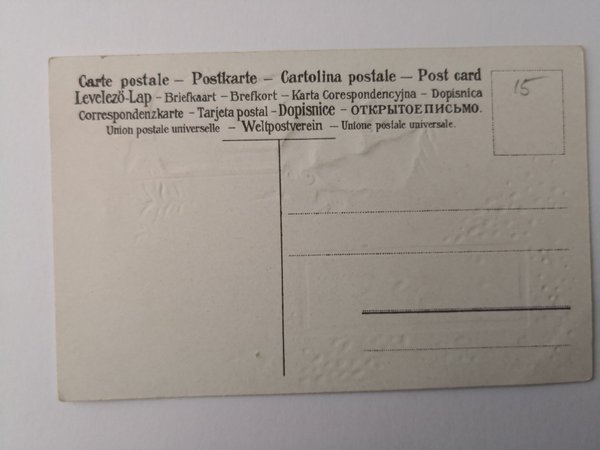 Carte postale — Postkarte — Cartolina postale — Post card
Levelező-Lap - Briefkaart - Brefkort - Karta Corespondencyjna - Dopisnica
Correspondenzkarte - Tarjeta postal - Dopisnice - ОТКРЫТОЕПИСЬМО.
Union postale universelle — Weltpostverein — Unione postale universale.
15